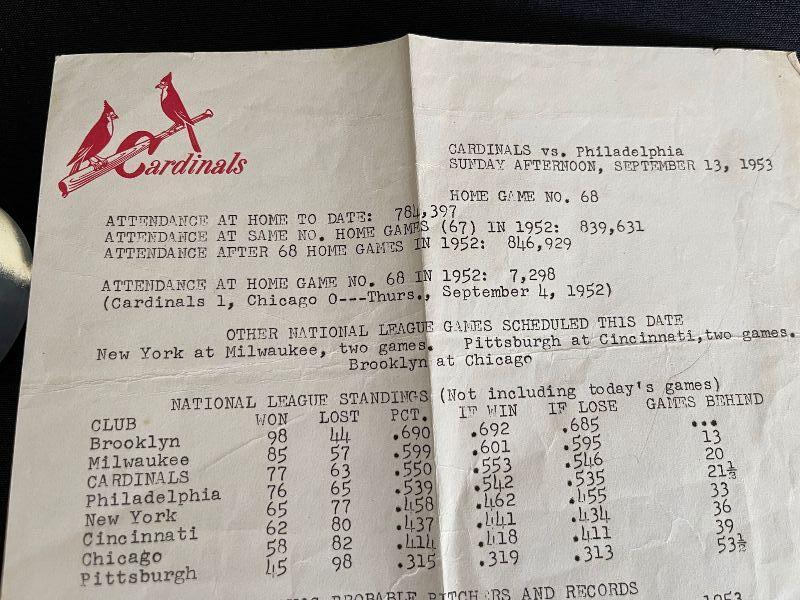 Cardinals
CARDINALS vs. Philadelphia
SUNDAY AFTERNOON, SEPTEMBER 13, 1953
HOME GAME NO. 68
ATTENDANCE AT HOME TO DATE: 784,397
ATTENDANCE AT SAME NO. HOME GAMES (67) IN 1952: 839,631
ATTENDANCE AFTER 68 HOME GAMES IN 1952: 846,929
ATTENDANCE AT HOME GAME NO. 68 IN 1952: 7,298
(Cardinals 1, Chicago 0---Thurs., September 4, 1952)
OTHER NATIONAL LEAGUE GAMES SCHEDULED THIS DATE
New York at Milwaukee, two games. Pittsburgh at Cincinnati,two games.
Brooklyn at Chicago
NATIONAL LEAGUE STANDINGS (Not including today's games)
CLUB WON LOST PCT. IF WIN IF LOSE GAMES BEHIND
Brooklyn 98 44 .690 .692 .685 ...
Milwaukee 85 57 .599 .601 .595 13
CARDINALS 77 63 .550 .553 .546 20
Philadelphia 76 65 .539 .542 .535 21½
New York 65 77 .458 .462 .455 33
Cincinnati 62 80 .437 .441 .434 36
Chicago 58 82 .414 .418 .411 39
Pittsburgh 45 98 .315 .319 .313 53½
PROBABLE PITCHERS AND RECORDS
1953